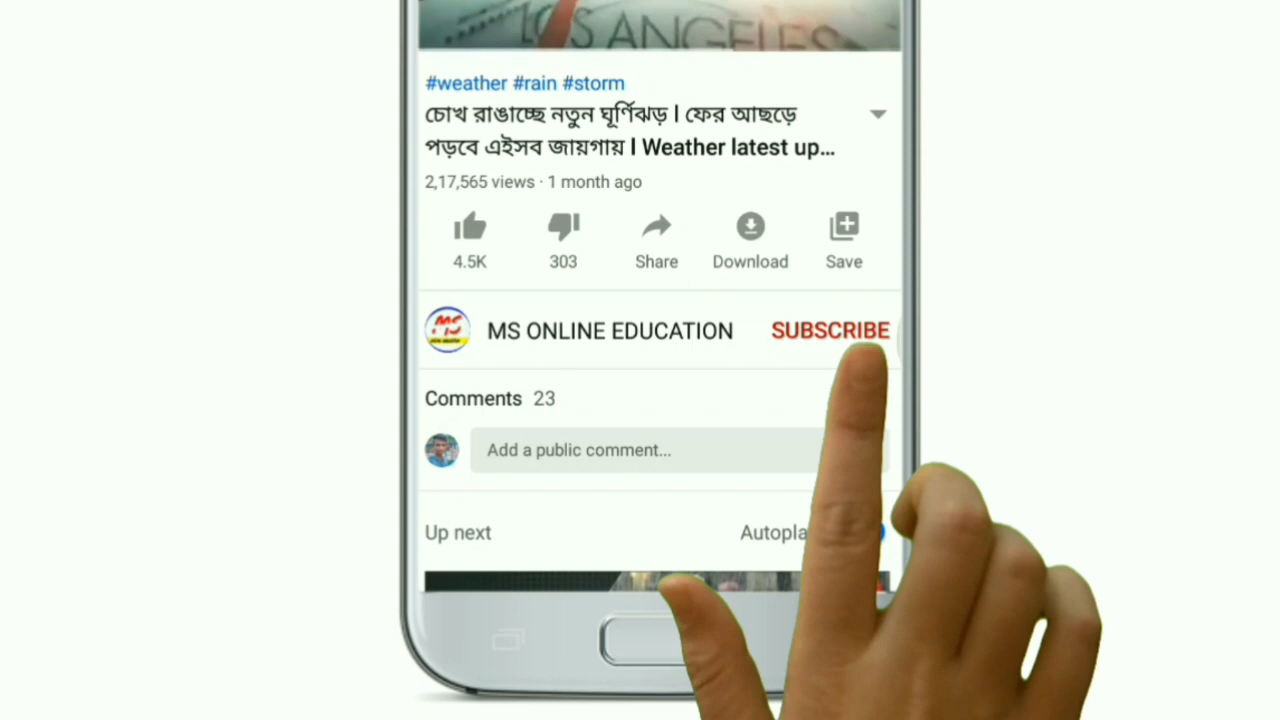 LOS ANGELES
#weather #rain #storm
চোখ রাঙাচ্ছে নতুন ঘূর্ণিঝড় l ফের আছড়ে
পড়বে এইসব জায়গায় l Weather latest up...
2,17,565 views · 1 month ago
4.5K 303 Share Download Save
MS MS ONLINE EDUCATION SUBSCRIBE
Comments 23
Add a public comment...
Up next